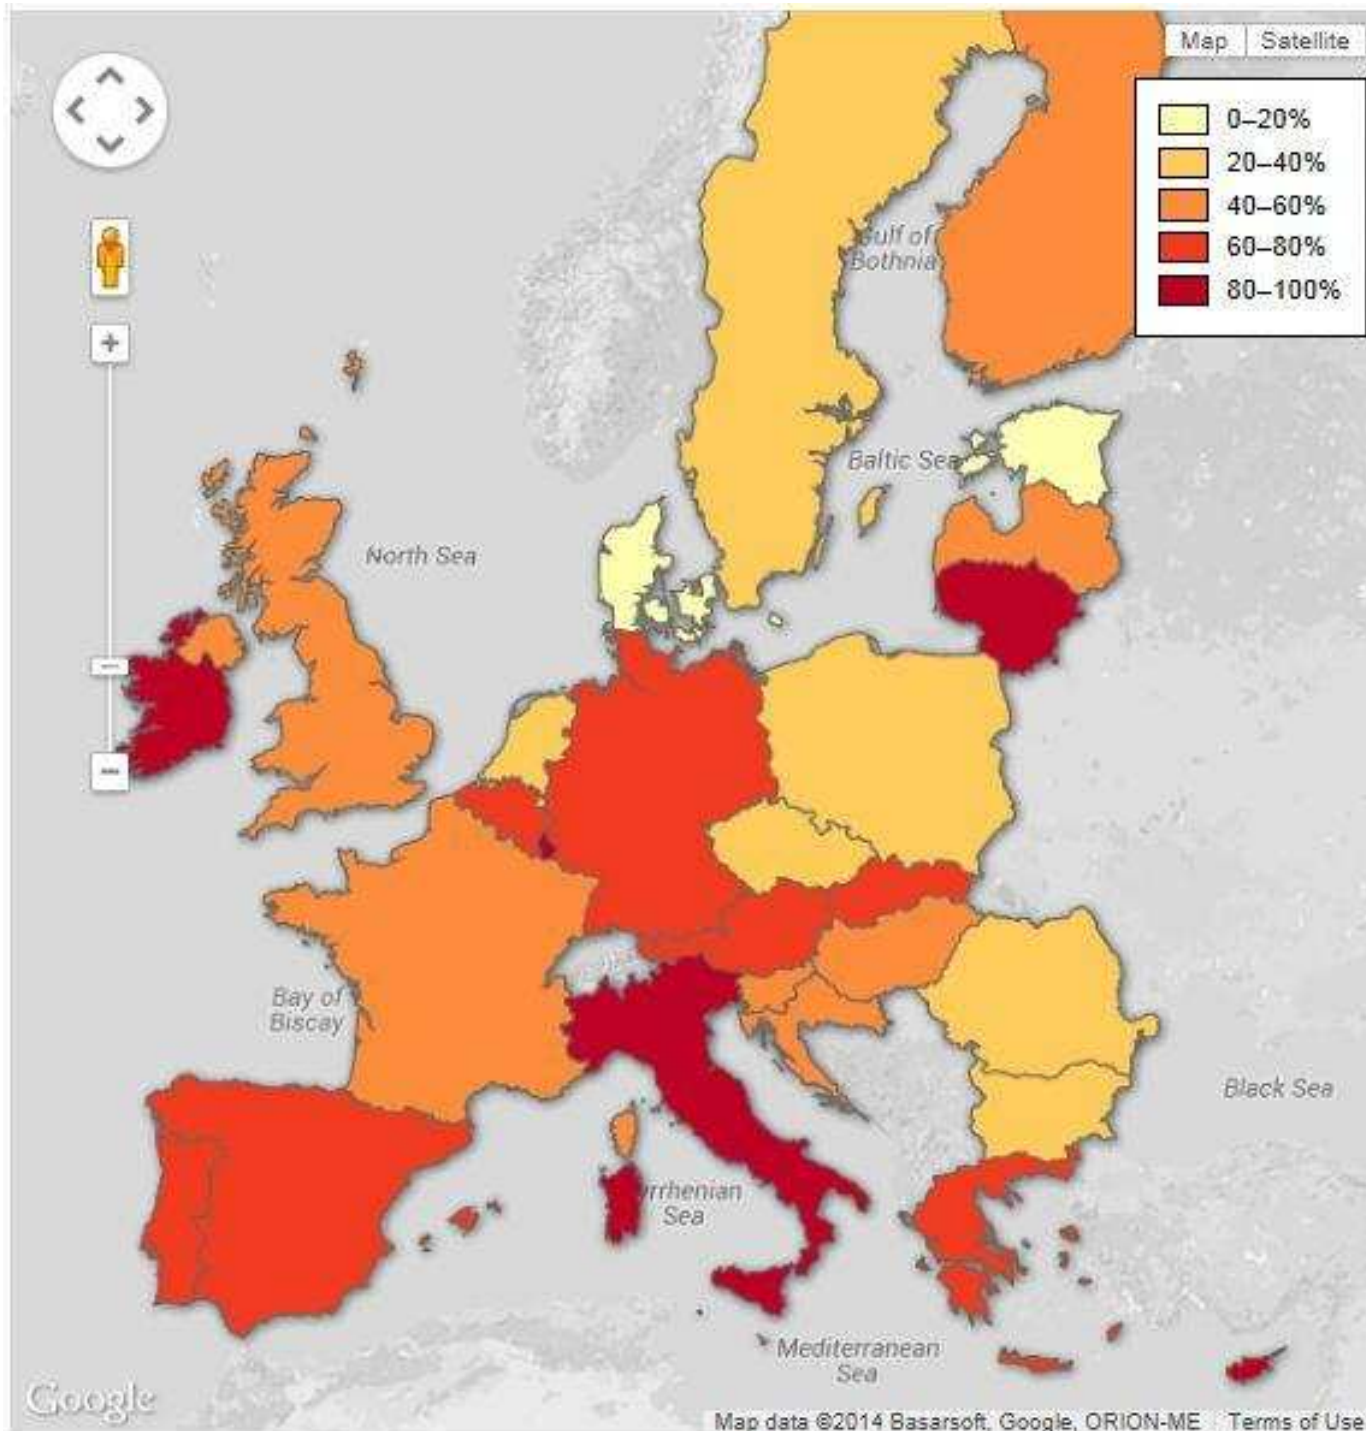 Map Satellite
0–20%
20–40%
40–60%
60–80%
80–100%
Gulf of
Bothnia
Baltic Sea
North Sea
Bay of
Biscay
Black Sea
rrhenian
Sea
Mediterranean
Sea
Google
Map data ©2014 Basarsoft, Google, ORION-ME Terms of Use